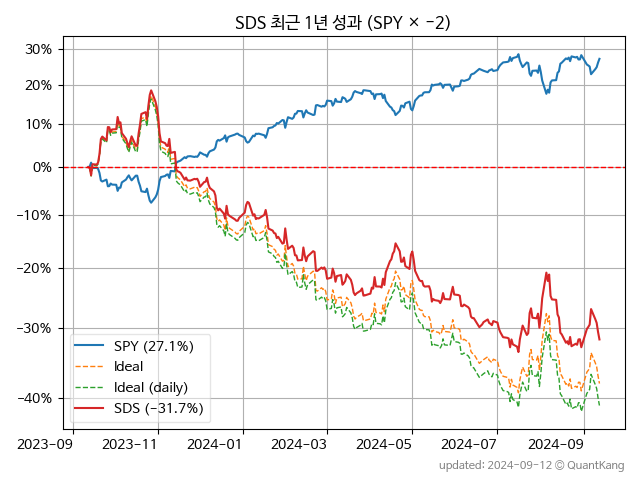 SDS 최근 1년 성과 (SPY × −2)
30%
20%
10%
0%
−10%
−20%
−30%
−40%
SPY (27.1%)
Ideal
Ideal (daily)
SDS (−31.7%)
2023-09
2023-11
2024-01
2024-03
2024-05
2024-07
2024-09
updated: 2024-09-12 © QuantKang